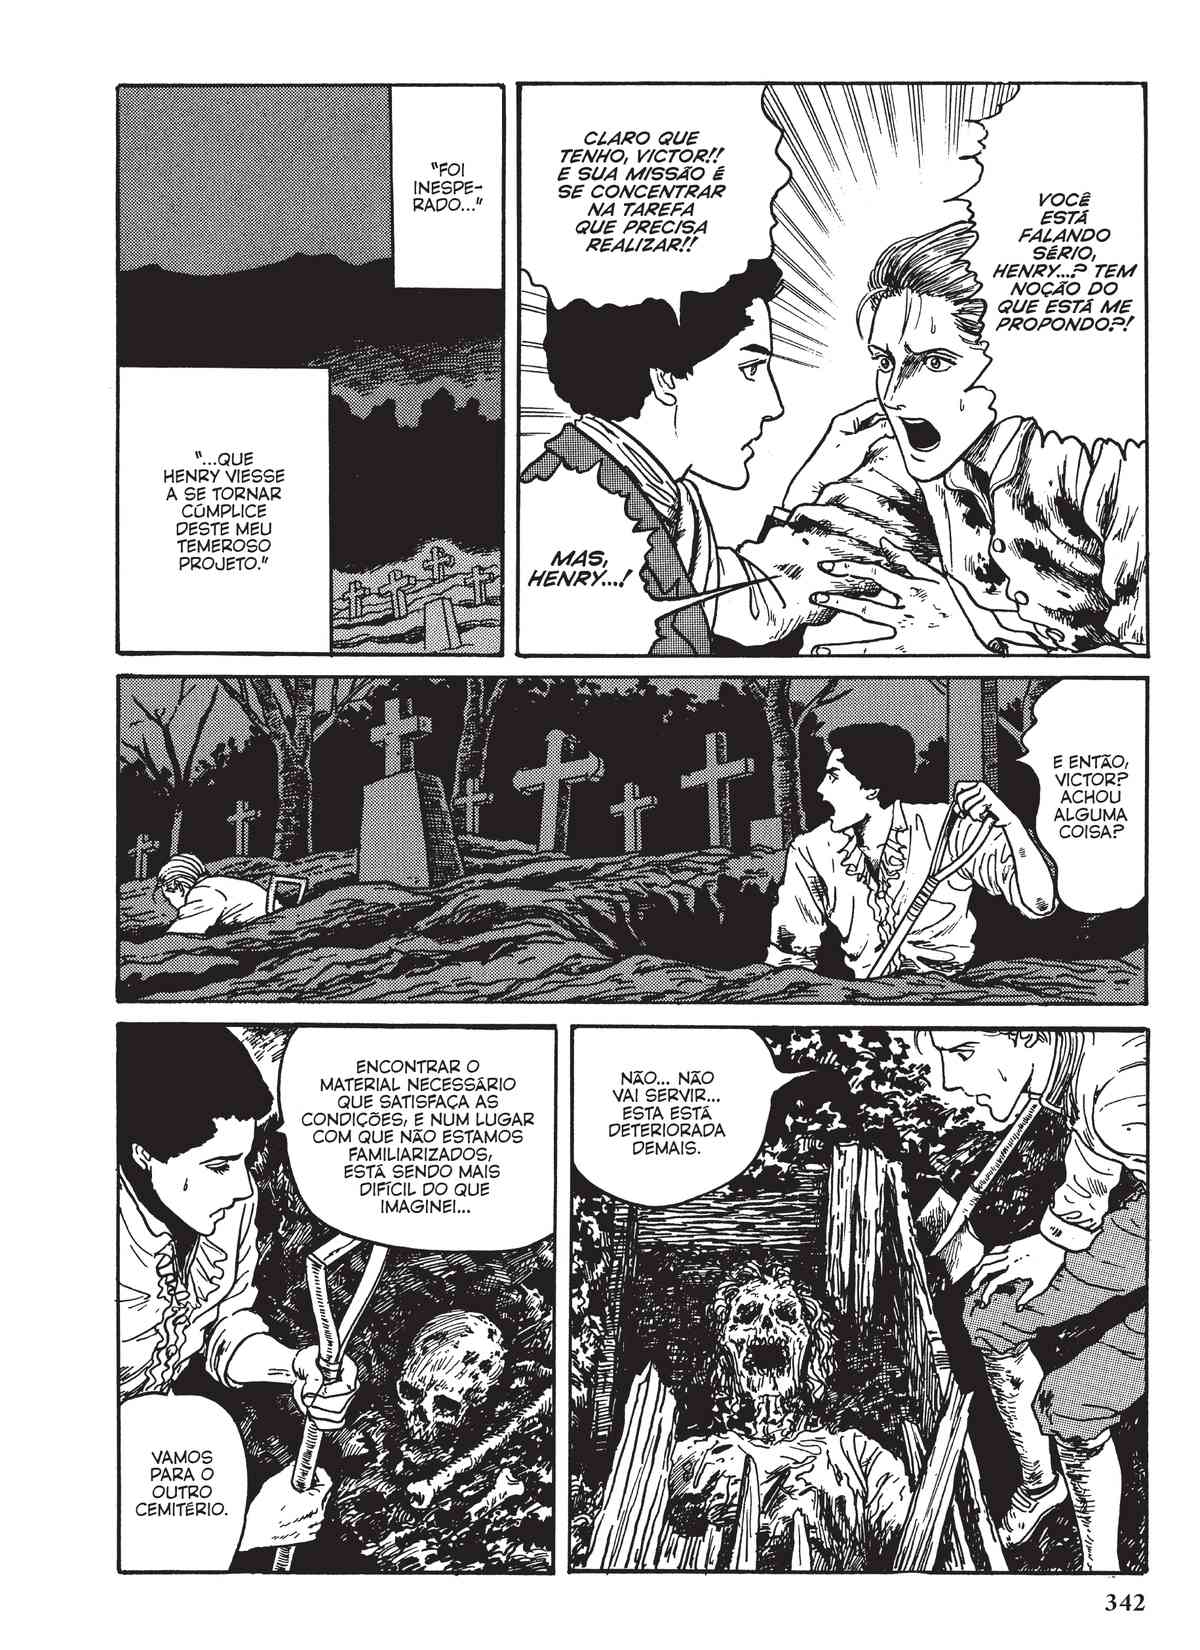 VOCÊ
ESTÁ
FALANDO
SÉRIO,
HENRY...? TEM
NOÇÃO DO
QUE ESTÁ ME
PROPONDO?!
CLARO QUE
TENHO, VICTOR!!
E SUA MISSÃO É
SE CONCENTRAR
NA TAREFA
QUE PRECISA
REALIZAR!!
MAS,
HENRY...!
“FOI
INESPE-
RADO...”
“...QUE
HENRY VIESSE
A SE TORNAR
CÚMPLICE
DESTE MEU
TEMEROSO
PROJETO.”
E ENTÃO,
VICTOR?
ACHOU
ALGUMA
COISA?
NÃO... NÃO
VAI SERVIR...
ESTA ESTÁ
DETERIORADA
DEMAIS.
ENCONTRAR O
MATERIAL NECESSÁRIO
QUE SATISFAÇA AS
CONDIÇÕES, E NUM LUGAR
COM QUE NÃO ESTAMOS
FAMILIARIZADOS,
ESTÁ SENDO MAIS
DIFÍCIL DO QUE
IMAGINEI...
VAMOS
PARA O
OUTRO
CEMITÉRIO.
342